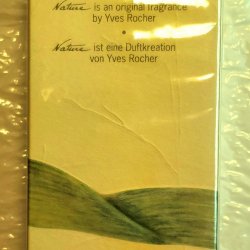 Nature is an original fragrance
by Yves Rocher
•
Nature ist eine Duftkreation
von Yves Rocher